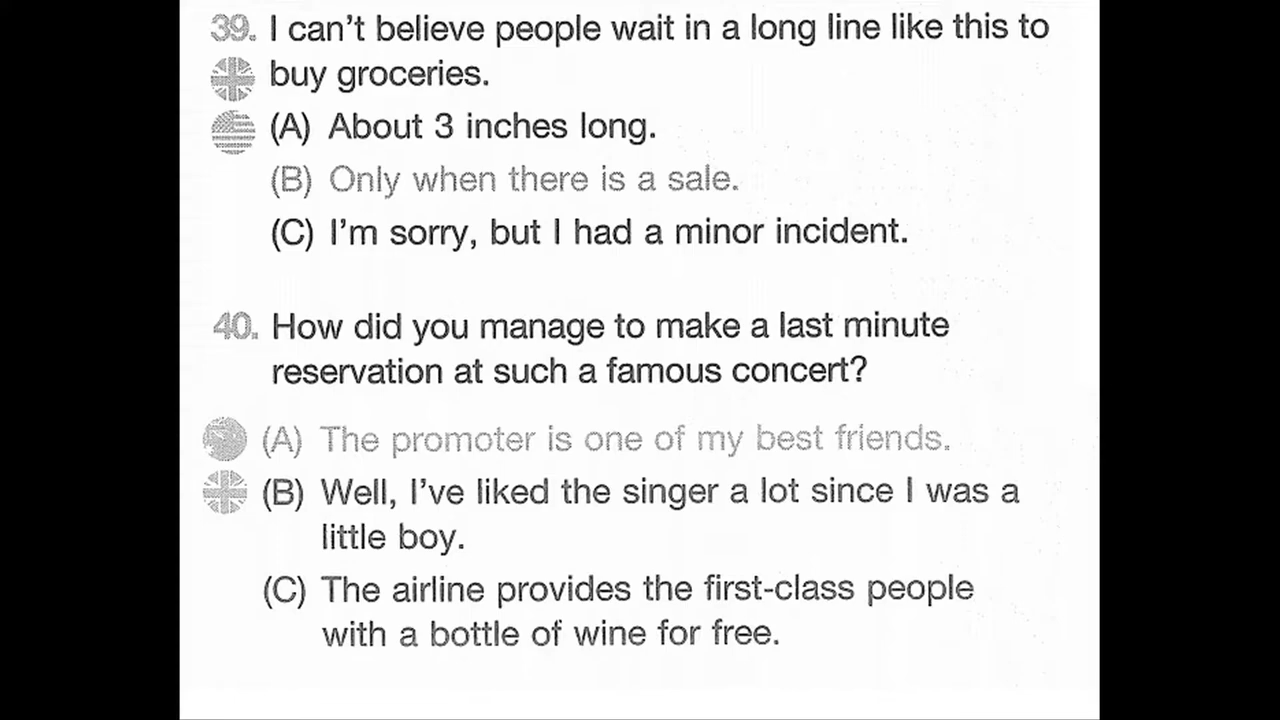 39. I can't believe people wait in a long line like this to
buy groceries.
(A) About 3 inches long.
(B) Only when there is a sale.
(C) I'm sorry, but I had a minor incident.
40. How did you manage to make a last minute
reservation at such a famous concert?
(A) The promoter is one of my best friends.
(B) Well, I've liked the singer a lot since I was a
little boy.
(C) The airline provides the first-class people
with a bottle of wine for free.